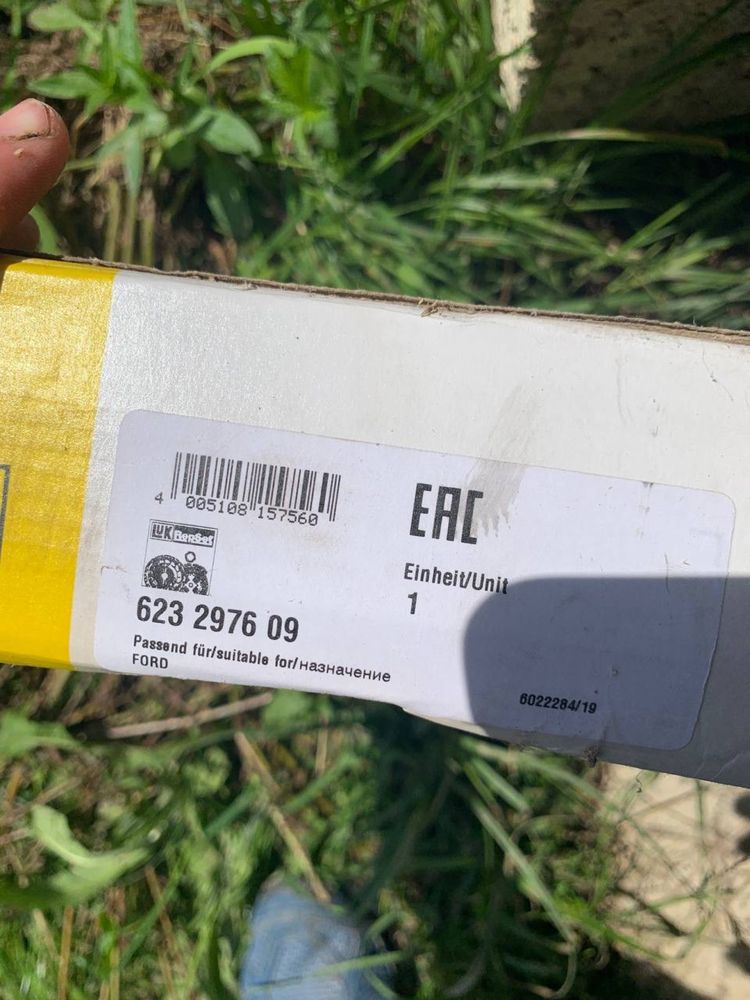 4 005108 157560
EAC
LUK RepSet
Einheit/Unit
1
623 2976 09
Passend für/suitable for/назначение
FORD
6022284/19